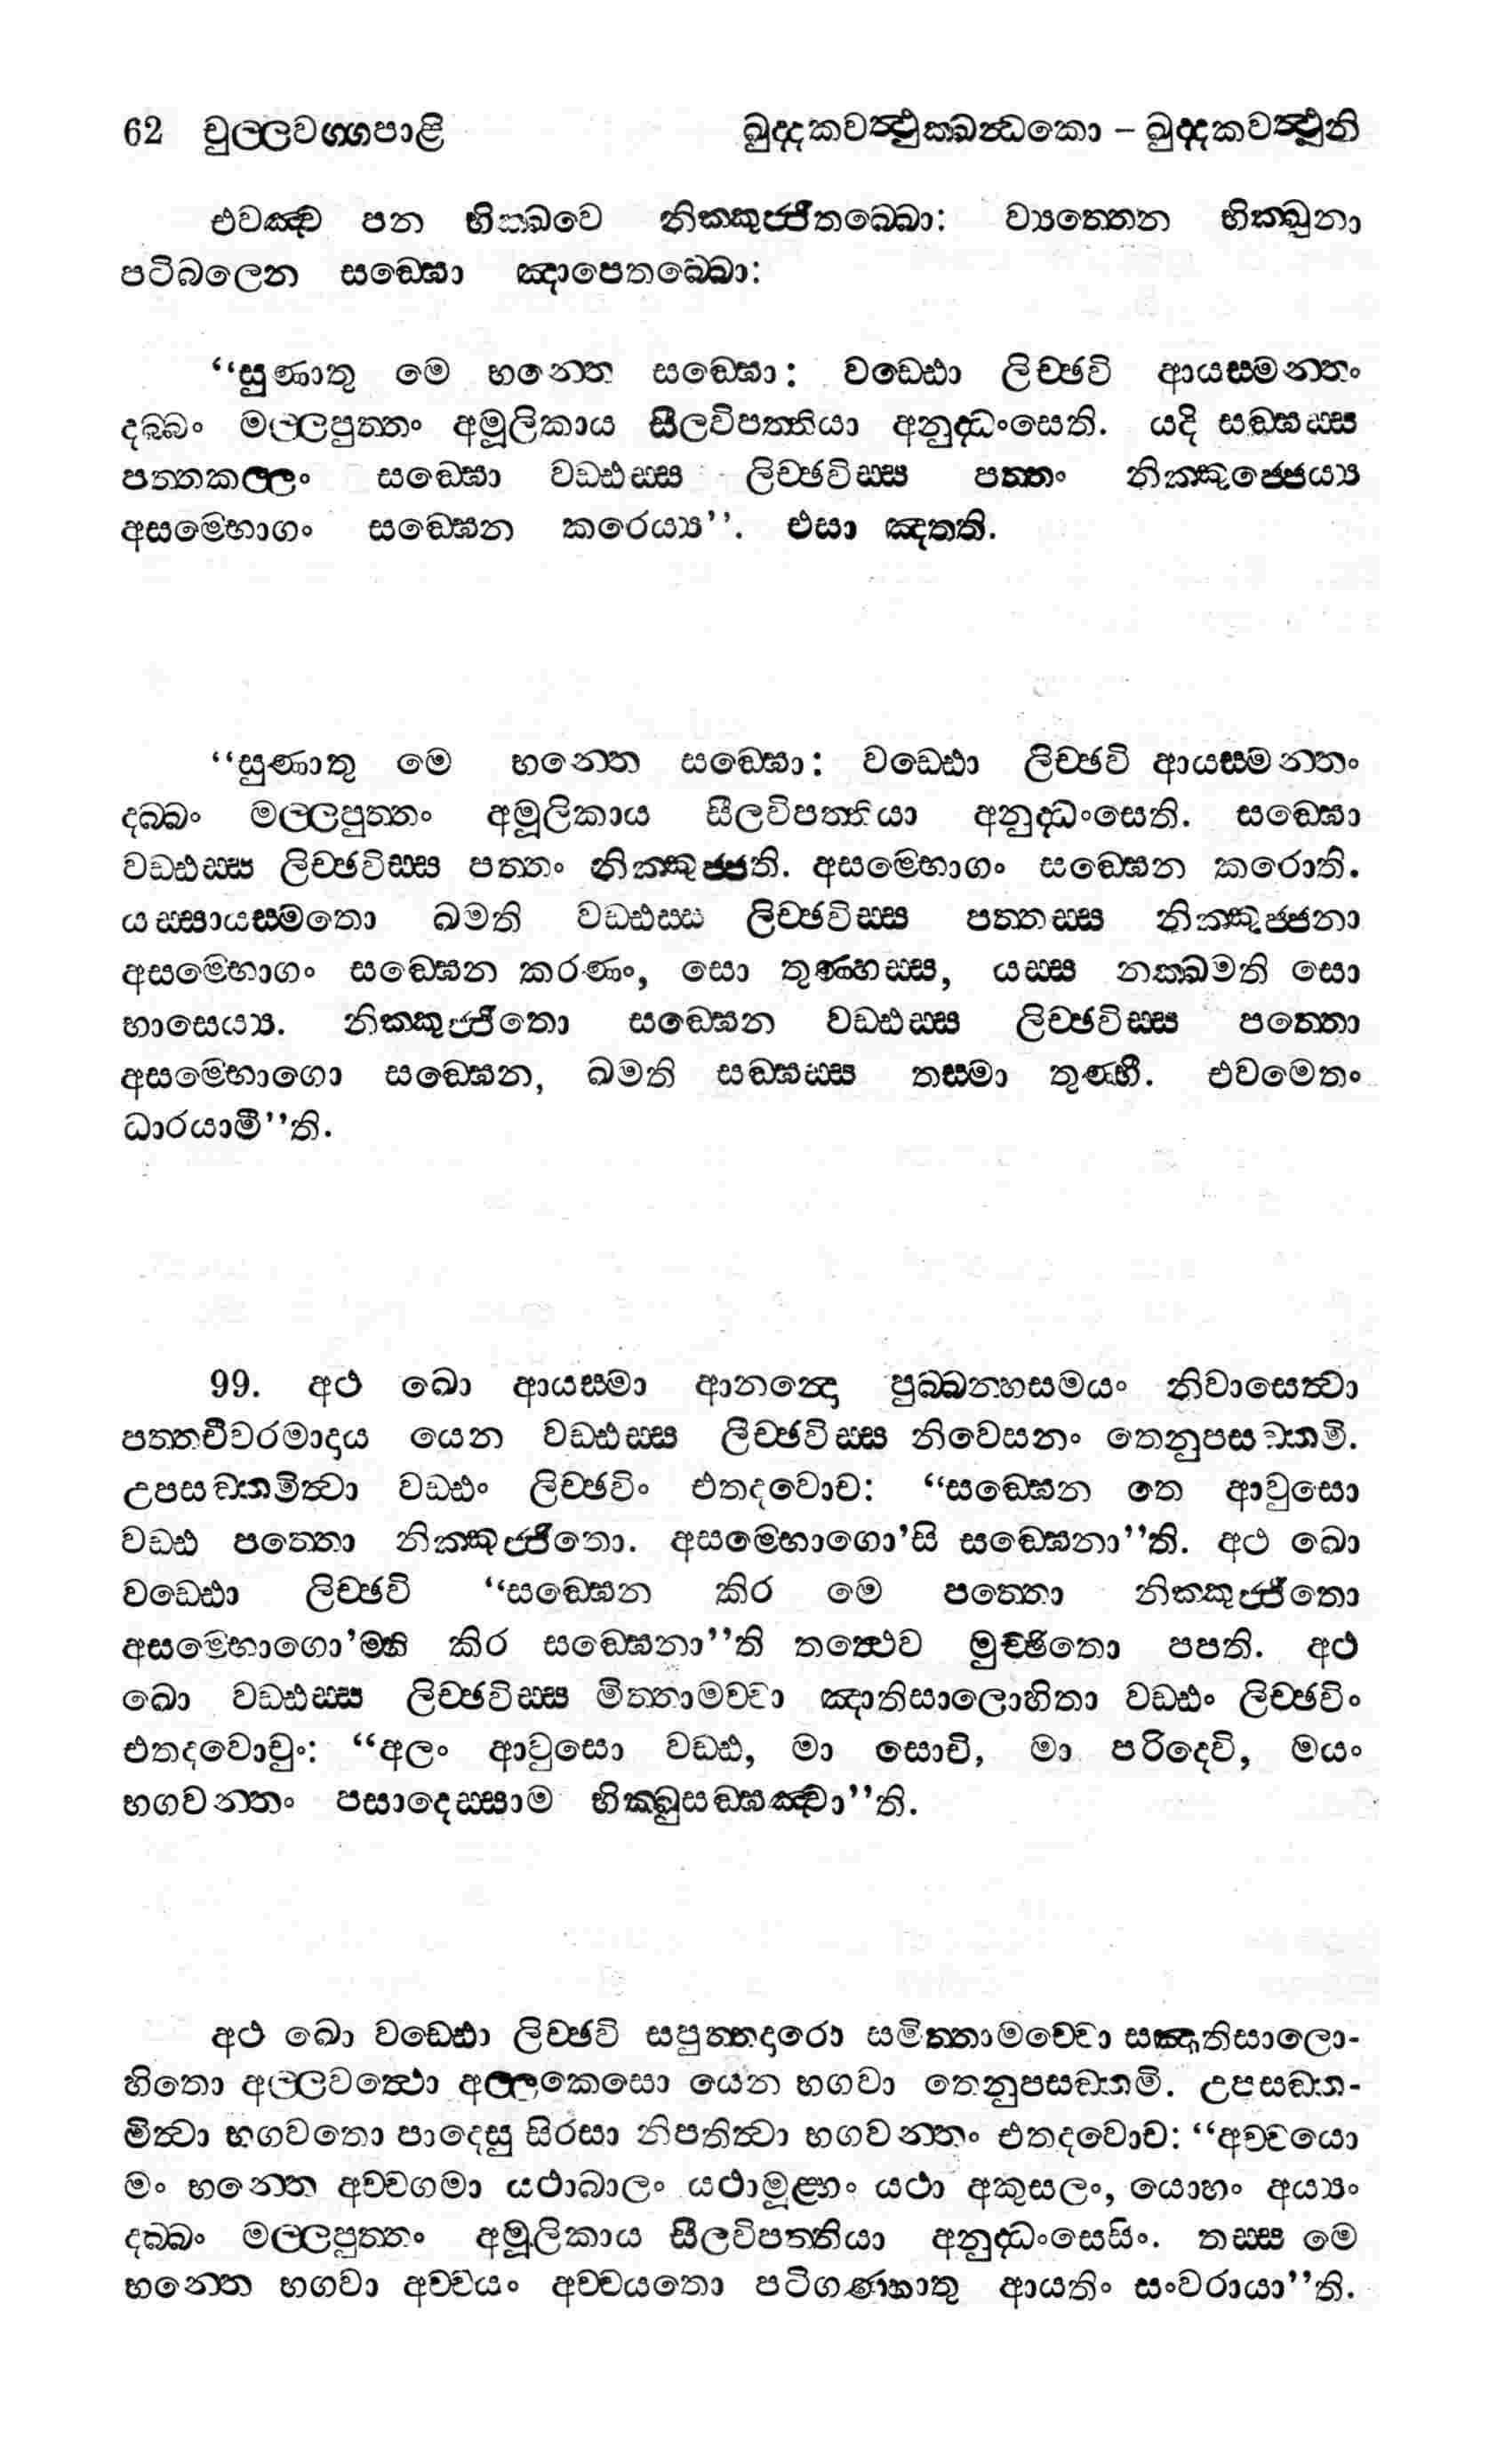 62 චුල්ලවග්ගපාළි ඛුද්දකවත්ථුක්ඛන්ධකො – ඛුද්දකවත්ථූනි
එවඤ්ච පන භික්ඛවෙ නික්කුජ්ජිතබ්බො: ව්‍යත්තෙන භික්ඛුනා
පටිබලෙන සඞ්ඝො ඤාපෙතබ්බො:
‘‘සුණාතු මෙ භන්තෙ සඞ්ඝො: වඩ්ඪො ලිච්ඡවි ආයස්මන්තං
දබ්බං මල්ලපුත්තං අමූලිකාය සීලවිපත්තියා අනුද්ධංසෙති. යදි සඞ්ඝස්ස
පත්තකල්ලං සඞ්ඝො වඩ්ඪස්ස ලිච්ඡවිස්ස පත්තං නික්කුජ්ජෙය්‍ය
අසම්භොගං සඞ්ඝෙන කරෙය්‍ය’’. එසා ඤත්ති.
‘‘සුණාතු මෙ භන්තෙ සඞ්ඝො: වඩ්ඪො ලිච්ඡවි ආයස්මන්තං
දබ්බං මල්ලපුත්තං අමූලිකාය සීලවිපත්තියා අනුද්ධංසෙති. සඞ්ඝො
වඩ්ඪස්ස ලිච්ඡවිස්ස පත්තං නික්කුජ්ජති. අසම්භොගං සඞ්ඝෙන කරොති.
යස්සායස්මතො ඛමති වඩ්ඪස්ස ලිච්ඡවිස්ස පත්තස්ස නික්කුජ්ජනා
අසම්භොගං සඞ්ඝෙන කරණං, සො තුණ්හස්ස, යස්ස නක්ඛමති සො
භාසෙය්‍ය. නික්කුජ්ජිතො සඞ්ඝෙන වඩ්ඪස්ස ලිච්ඡවිස්ස පත්තො
අසම්භොගො සඞ්ඝෙන, ඛමති සඞ්ඝස්ස තස්මා තුණ්හී. එවමෙතං
ධාරයාමී’’ති.
99. අථ ඛො ආයස්මා ආනන්දො පුබ්බන්හසමයං නිවාසෙත්වා
පත්තචීවරමාදාය යෙන වඩ්ඪස්ස ලිච්ඡවිස්ස නිවෙසනං තෙනුපසඞ්කමි.
උපසඞ්කමිත්වා වඩ්ඪං ලිච්ඡවිං එතදවොච: ‘‘සඞ්ඝෙන තෙ ආවුසො
වඩ්ඪ පත්තො නික්කුජ්ජිතො. අසම්භොගො’සි සඞ්ඝෙනා’’ති. අථ ඛො
වඩ්ඪො ලිච්ඡවි ‘‘සඞ්ඝෙන කිර මෙ පත්තො නික්කුජ්ජිතො
අසම්භොගො’ම්හි කිර සඞ්ඝෙනා’’ති තත්ථෙව මුච්ඡිතො පපති. අථ
ඛො වඩ්ඪස්ස ලිච්ඡවිස්ස මිත්තාමච්චා ඤාතිසාලොහිතා වඩ්ඪං ලිච්ඡවිං
එතදවොචුං: ‘‘අලං ආවුසො වඩ්ඪ, මා සොචි, මා පරිදෙවි, මයං
භගවන්තං පසාදෙස්සාම භික්ඛුසඞ්ඝඤ්චා’’ති.
අථ ඛො වඩ්ඪො ලිච්ඡවි සපුත්තදාරො සමිත්තාමච්චො සඤ්ඤාතිසාලො-
හිතො අල්ලවත්ථො අල්ලකෙසො යෙන භගවා තෙනුපසඞ්කමි. උපසඞ්ක-
මිත්වා භගවතො පාදෙසු සිරසා නිපතිත්වා භගවන්තං එතදවොච: ‘‘අච්චයො
මං භන්තෙ අච්චගමා යථාබාලං යථාමූළ්හං යථා අකුසලං, යොහං අය්‍යං
දබ්බං මල්ලපුත්තං අමූලිකාය සීලවිපත්තියා අනුද්ධංසෙසිං. තස්ස මෙ
භන්තෙ භගවා අච්චයං අච්චයතො පටිගණ්හාතු ආයතිං සංවරායා’’ති.